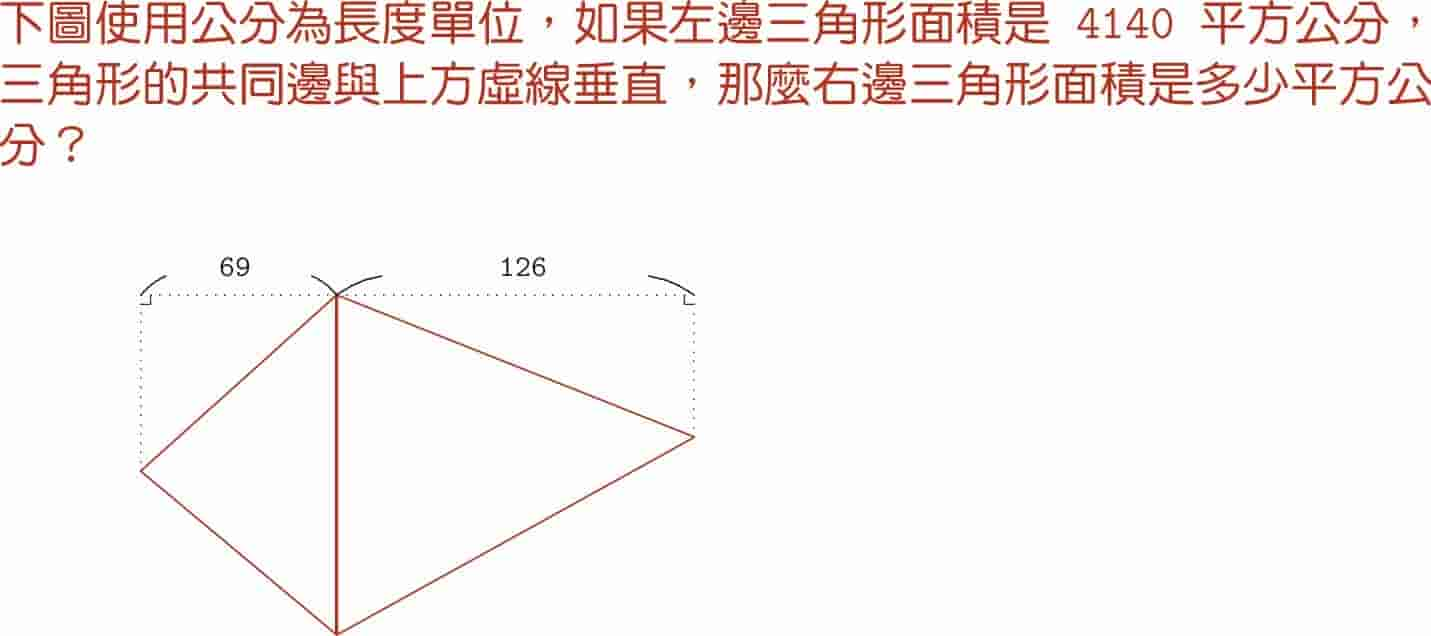 下圖使用公分為長度單位，如果左邊三角形面積是 4140 平方公分，
三角形的共同邊與上方虛線垂直，那麼右邊三角形面積是多少平方公
分？
69 126